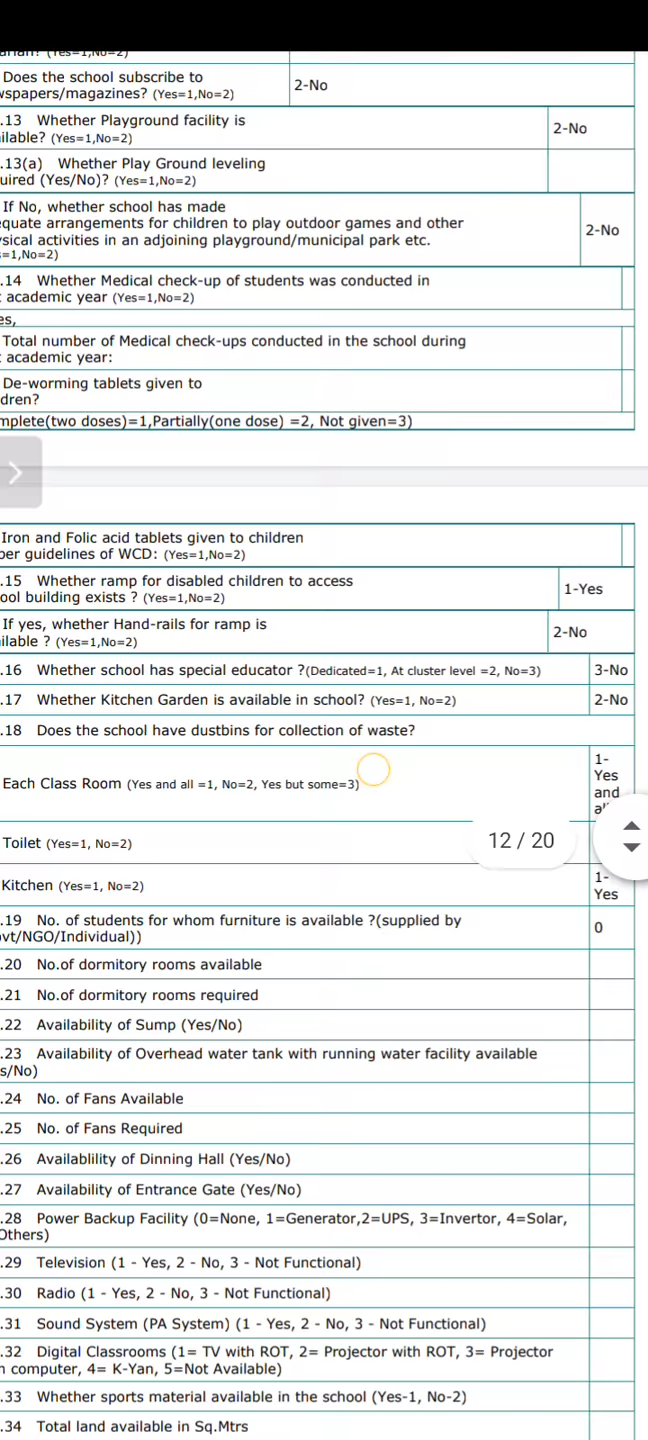 Does the school subscribe to
wspapers/magazines? (Yes=1,No=2)
2-No
.13 Whether Playground facility is
ilable? (Yes=1,No=2)
2-No
.13(a) Whether Play Ground leveling
uired (Yes/No)? (Yes=1,No=2)
If No, whether school has made
equate arrangements for children to play outdoor games and other
sical activities in an adjoining playground/municipal park etc.
=1,No=2)
2-No
.14 Whether Medical check-up of students was conducted in
academic year (Yes=1,No=2)
es,
Total number of Medical check-ups conducted in the school during
academic year:
De-worming tablets given to
dren?
mplete(two doses)=1,Partially(one dose) =2, Not given=3)
Iron and Folic acid tablets given to children
per guidelines of WCD: (Yes=1,No=2)
.15 Whether ramp for disabled children to access
ool building exists ? (Yes=1,No=2)
1-Yes
If yes, whether Hand-rails for ramp is
ilable ? (Yes=1,No=2)
2-No
.16 Whether school has special educator ?(Dedicated=1, At cluster level =2, No=3)
3-No
.17 Whether Kitchen Garden is available in school? (Yes=1, No=2)
2-No
.18 Does the school have dustbins for collection of waste?
Each Class Room (Yes and all =1, No=2, Yes but some=3)
1-
Yes
and
Toilet (Yes=1, No=2)
12 / 20
Kitchen (Yes=1, No=2)
1-
Yes
.19 No. of students for whom furniture is available ?(supplied by
vt/NGO/Individual))
0
.20 No.of dormitory rooms available
.21 No.of dormitory rooms required
.22 Availability of Sump (Yes/No)
.23 Availability of Overhead water tank with running water facility available
s/No)
.24 No. of Fans Available
.25 No. of Fans Required
.26 Availablility of Dinning Hall (Yes/No)
.27 Availability of Entrance Gate (Yes/No)
.28 Power Backup Facility (0=None, 1=Generator,2=UPS, 3=Invertor, 4=Solar,
Others)
.29 Television (1 - Yes, 2 - No, 3 - Not Functional)
.30 Radio (1 - Yes, 2 - No, 3 - Not Functional)
.31 Sound System (PA System) (1 - Yes, 2 - No, 3 - Not Functional)
.32 Digital Classrooms (1= TV with ROT, 2= Projector with ROT, 3= Projector
computer, 4= K-Yan, 5=Not Available)
.33 Whether sports material available in the school (Yes-1, No-2)
.34 Total land available in Sq.Mtrs